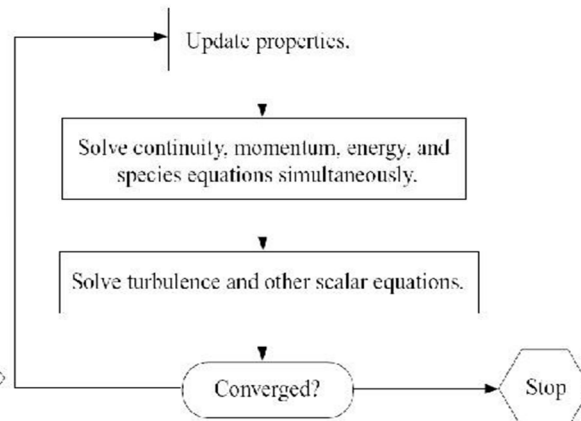 Update properties.
Solve continuity, momentum, energy, and
species equations simultaneously.
Solve turbulence and other scalar equations.
Converged?
Stop